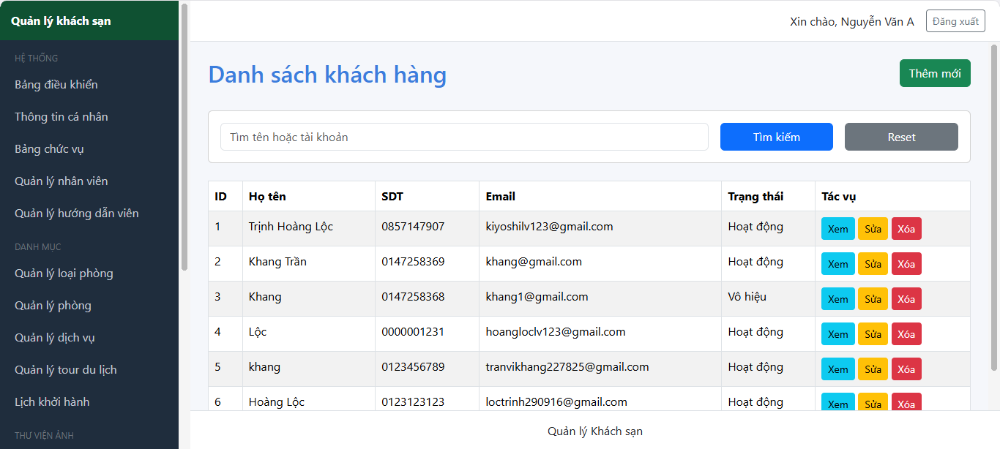 Quản lý khách sạn
Xin chào, Nguyễn Văn A Đăng xuất
HỆ THỐNG
Bảng điều khiển
Thông tin cá nhân
Bảng chức vụ
Quản lý nhân viên
Quản lý hướng dẫn viên
DANH MỤC
Quản lý loại phòng
Quản lý phòng
Quản lý dịch vụ
Quản lý tour du lịch
Lịch khởi hành
THƯ VIỆN ẢNH
Danh sách khách hàng
Thêm mới
Tìm tên hoặc tài khoản Tìm kiếm Reset
ID Họ tên SDT Email Trạng thái Tác vụ
1 Trịnh Hoàng Lộc 0857147907 kiyoshilv123@gmail.com Hoạt động Xem Sửa Xóa
2 Khang Trần 0147258369 khang@gmail.com Hoạt động Xem Sửa Xóa
3 Khang 0147258368 khang1@gmail.com Vô hiệu Xem Sửa Xóa
4 Lộc 0000001231 hoangloclv123@gmail.com Hoạt động Xem Sửa Xóa
5 khang 0123456789 tranvikhang227825@gmail.com Hoạt động Xem Sửa Xóa
6 Hoàng Lộc 0123123123 loctrinh290916@gmail.com Hoạt động Xem Sửa Xóa
Quản lý Khách sạn